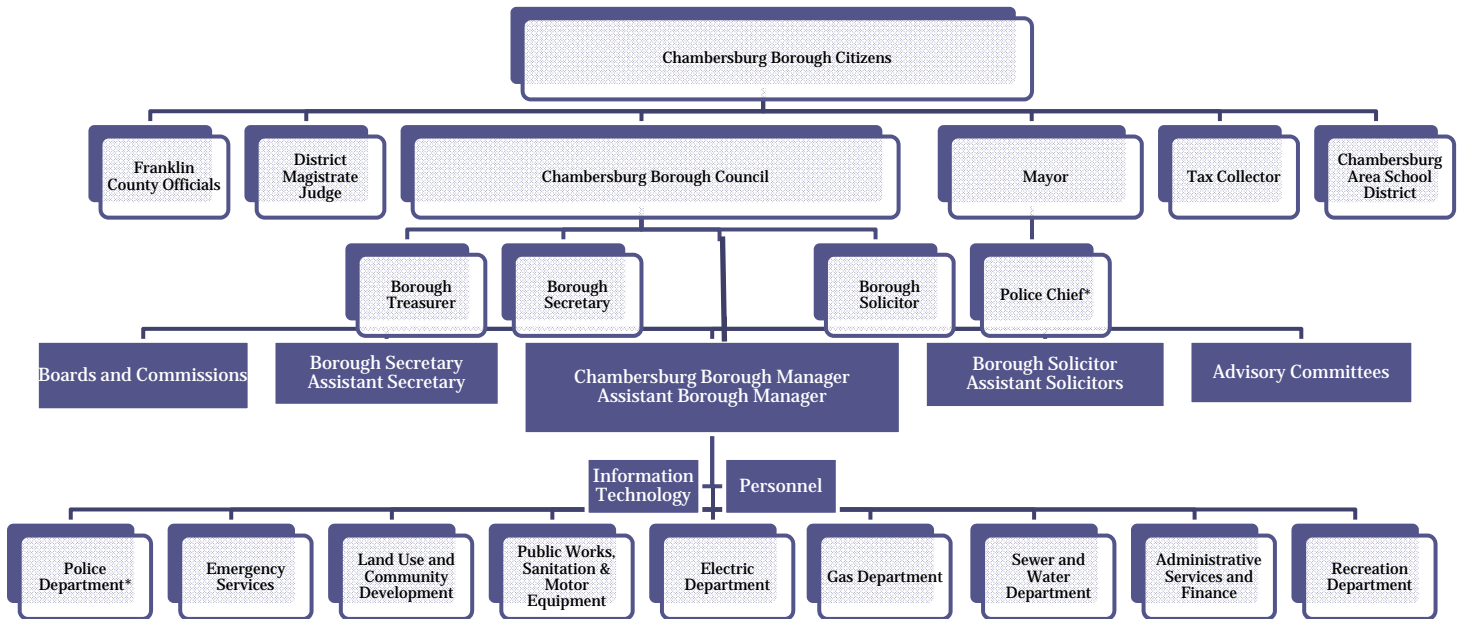 Chambersburg Borough Citizens
Franklin
County Officials
District
Magistrate
Judge
Chambersburg Borough Council
Mayor
Tax Collector
Chambersburg
Area School
District
Borough
Treasurer
Borough
Secretary
Borough
Solicitor
Police Chief*
Boards and Commissions
Borough Secretary
Assistant Secretary
Chambersburg Borough Manager
Assistant Borough Manager
Borough Solicitor
Assistant Solicitors
Advisory Committees
Information
Technology
Personnel
Police
Department*
Emergency
Services
Land Use and
Community
Development
Public Works,
Sanitation &
Motor
Equipment
Electric
Department
Gas Department
Sewer and
Water
Department
Administrative
Services and
Finance
Recreation
Department